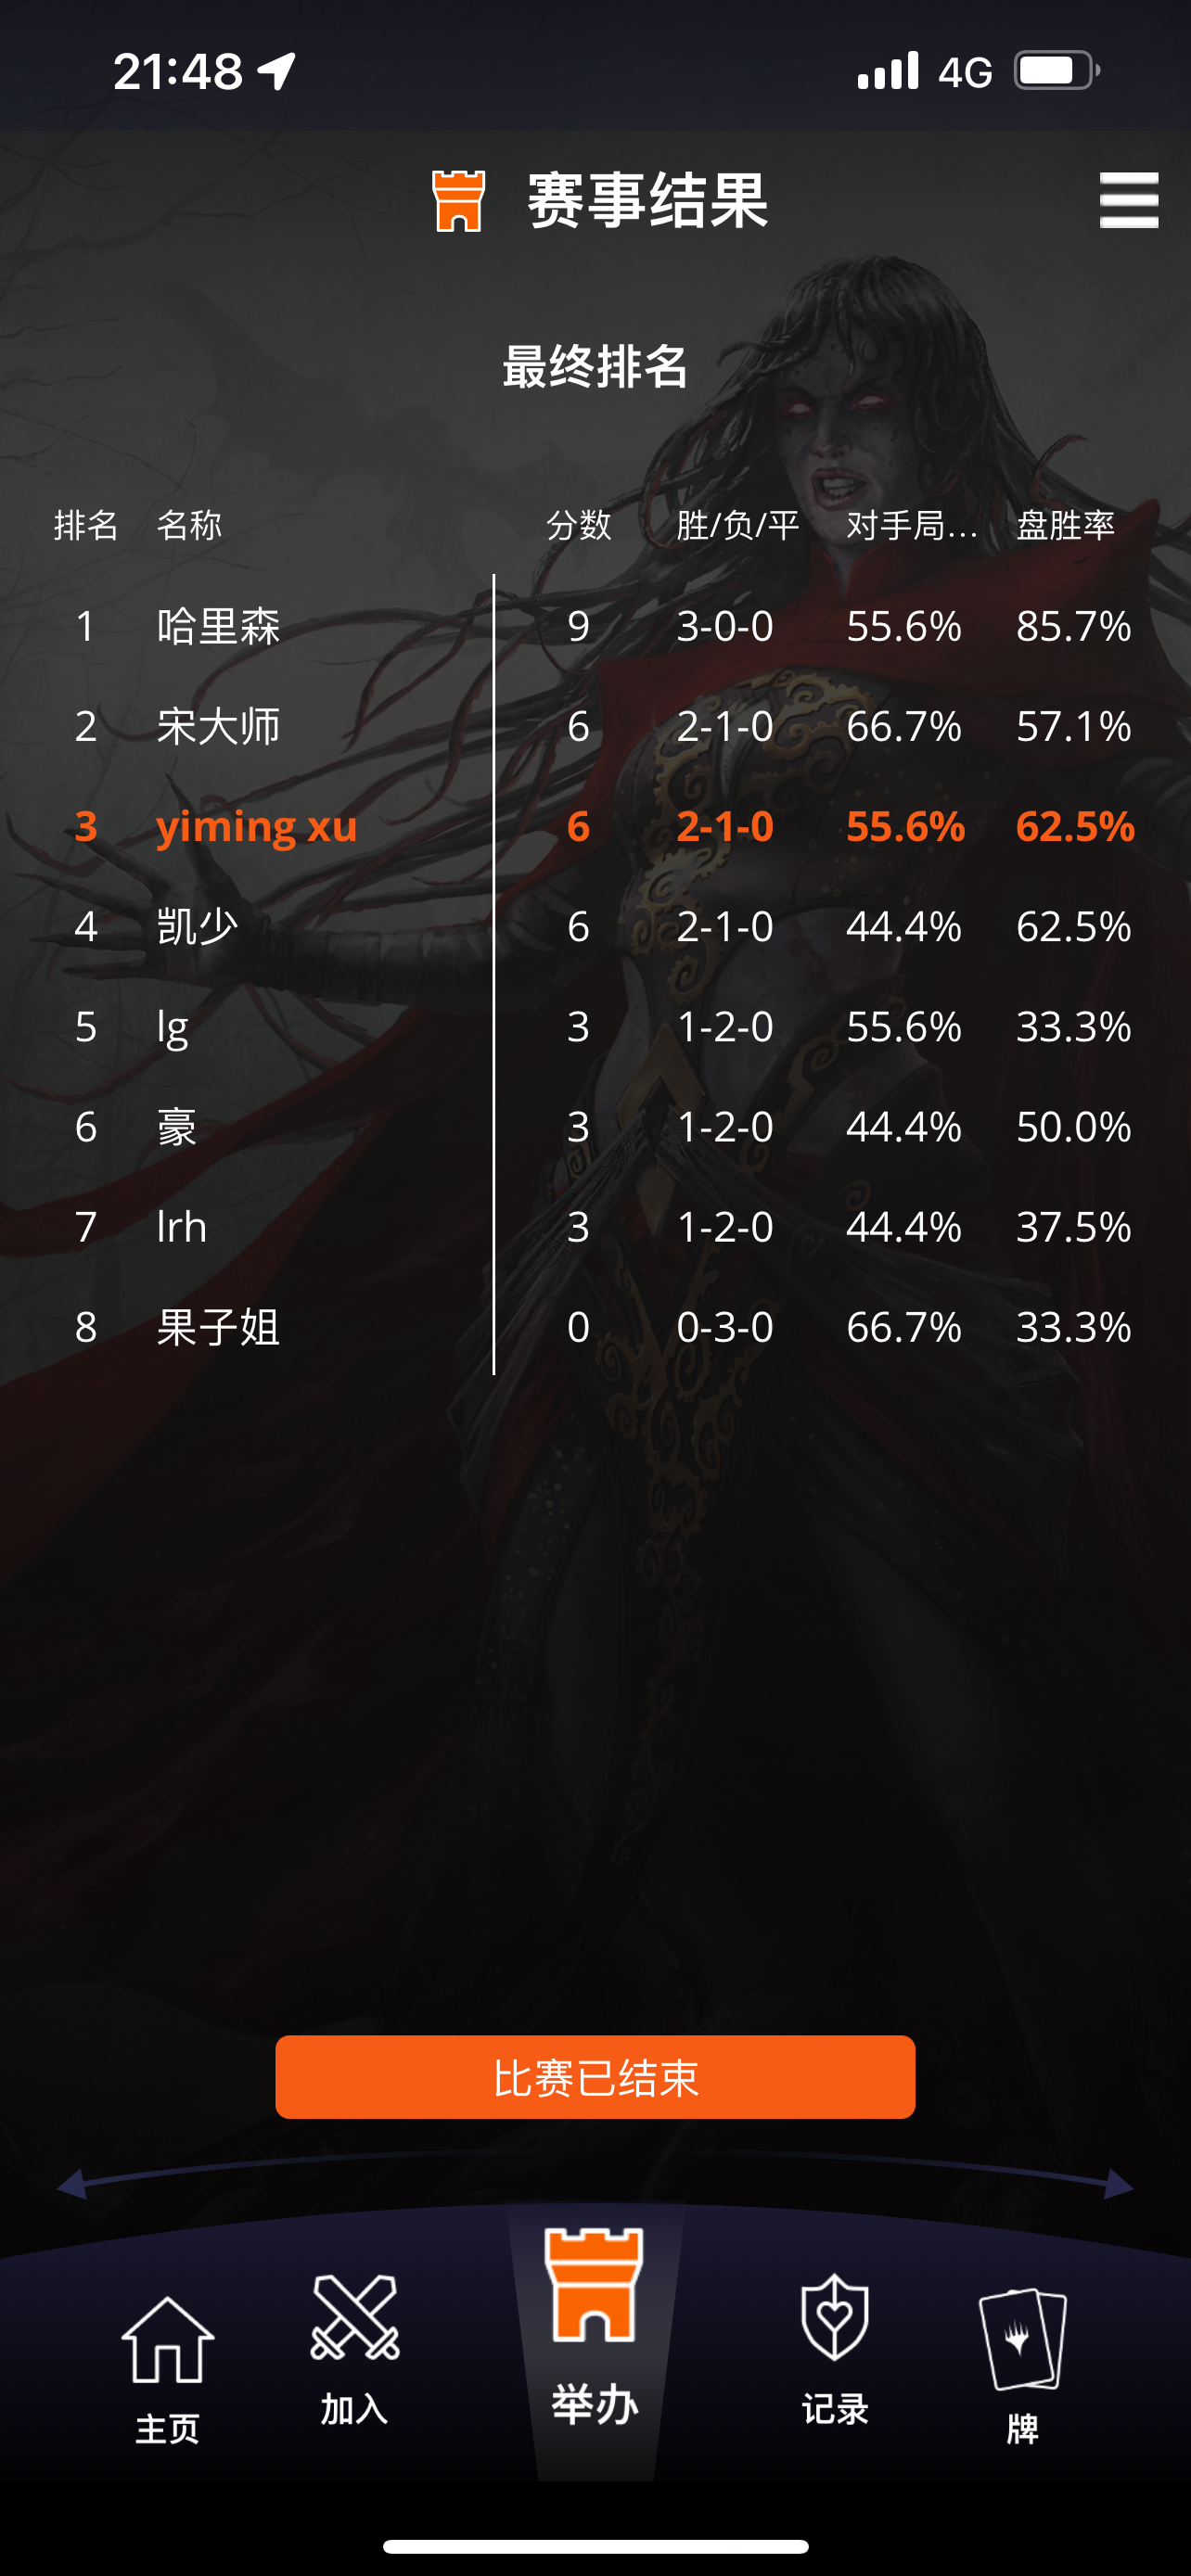 21:48 4G
赛事结果
最终排名
排名 名称 分数 胜/负/平 对手局... 盘胜率
1 哈里森 9 3-0-0 55.6% 85.7%
2 宋大师 6 2-1-0 66.7% 57.1%
3 yiming xu 6 2-1-0 55.6% 62.5%
4 凯少 6 2-1-0 44.4% 62.5%
5 lg 3 1-2-0 55.6% 33.3%
6 豪 3 1-2-0 44.4% 50.0%
7 lrh 3 1-2-0 44.4% 37.5%
8 果子姐 0 0-3-0 66.7% 33.3%
比赛已结束
主页 加入 举办 记录 牌